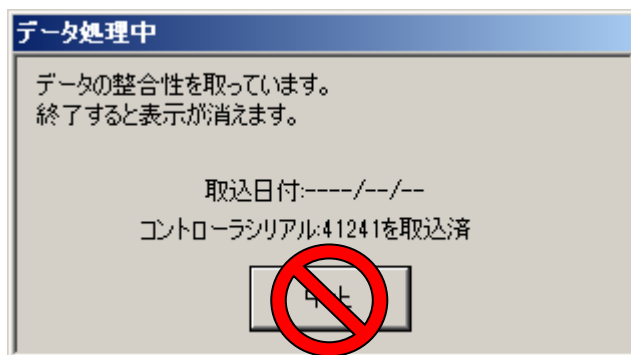 データ処理中
データの整合性を取っています。
終了すると表示が消えます。
取込日付:----/--/--
コントローラシリアル:41241を取込済